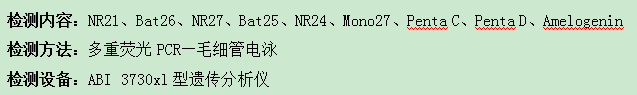 检测内容：NR21、Bat26、NR27、Bat25、NR24、Mono27、Penta C、Penta D、Amelogenin
检测方法：多重荧光PCR—毛细管电泳
检测设备：ABI 3730xl型遗传分析仪